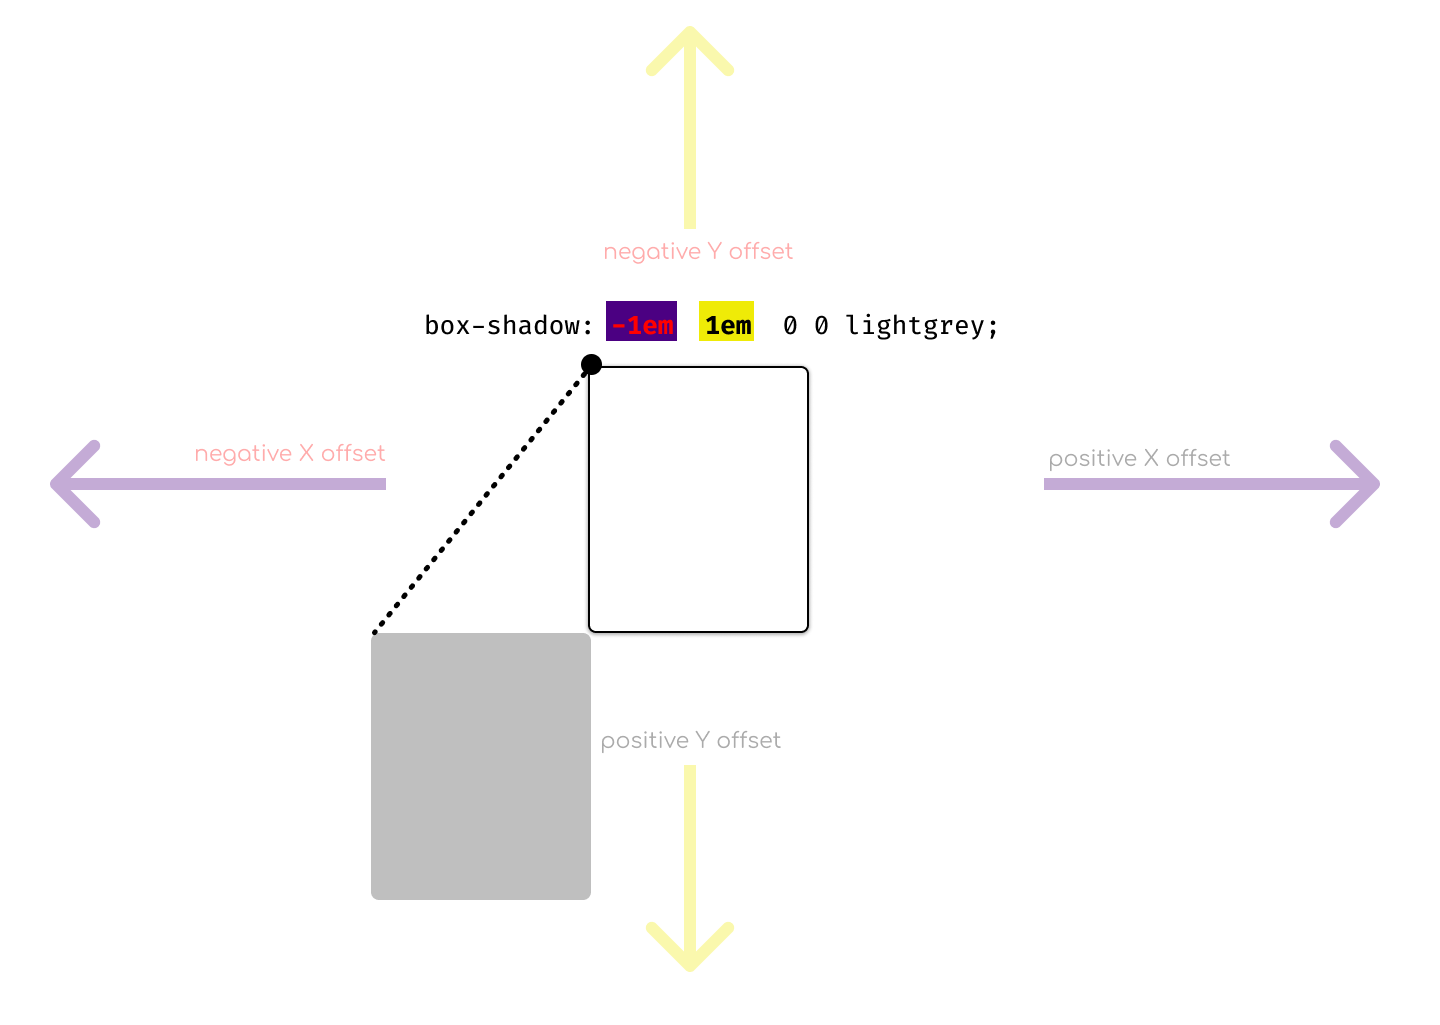 negative Y offset
box-shadow: -1em 1em 0 0 lightgrey;
negative X offset
positive X offset
positive Y offset